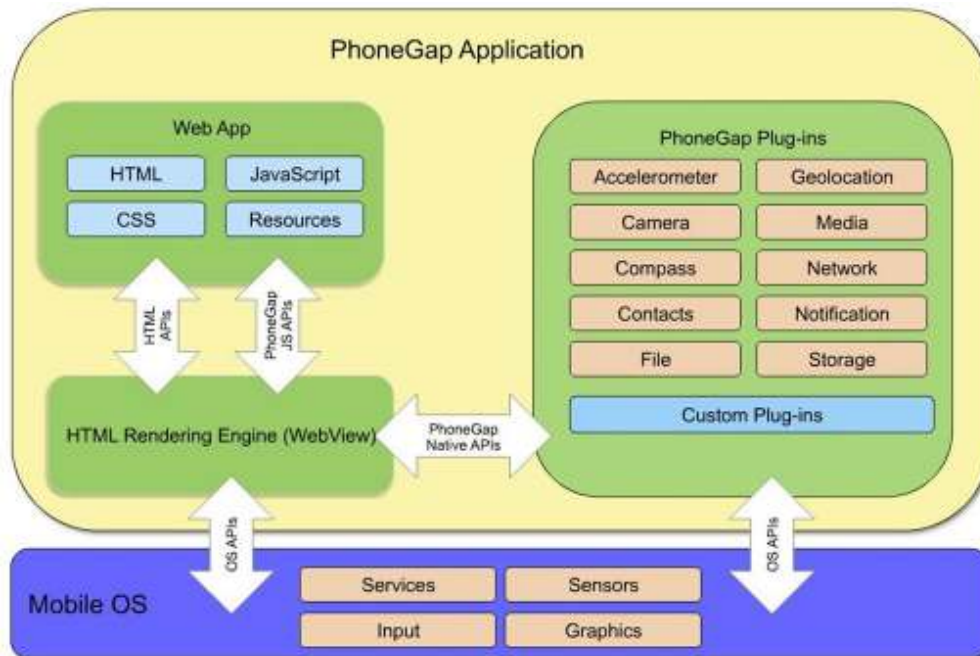 PhoneGap Application
Web App
HTML
JavaScript
CSS
Resources
HTML
APIs
PhoneGap
JS APIs
HTML Rendering Engine (WebView)
PhoneGap
Native APIs
PhoneGap Plug-ins
Accelerometer
Geolocation
Camera
Media
Compass
Network
Contacts
Notification
File
Storage
Custom Plug-ins
OS APIs
OS APIs
Mobile OS
Services
Sensors
Input
Graphics